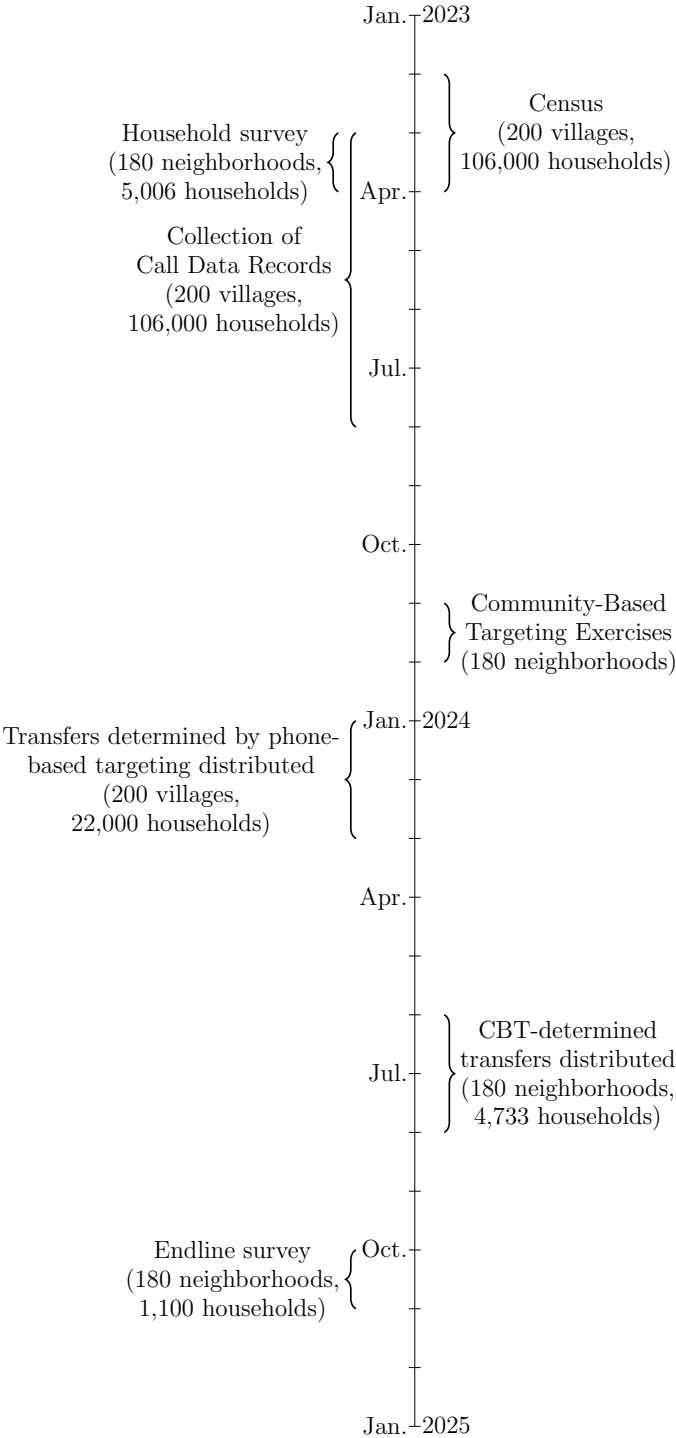 Jan. 2023
Census
(200 villages,
106,000 households)
Household survey
(180 neighborhoods,
5,006 households)
Apr.
Collection of
Call Data Records
(200 villages,
106,000 households)
Jul.
Oct.
Community-Based
Targeting Exercises
(180 neighborhoods)
Jan. 2024
Transfers determined by phone-
based targeting distributed
(200 villages,
22,000 households)
Apr.
CBT-determined
transfers distributed
(180 neighborhoods,
4,733 households)
Jul.
Oct.
Endline survey
(180 neighborhoods,
1,100 households)
Jan. 2025